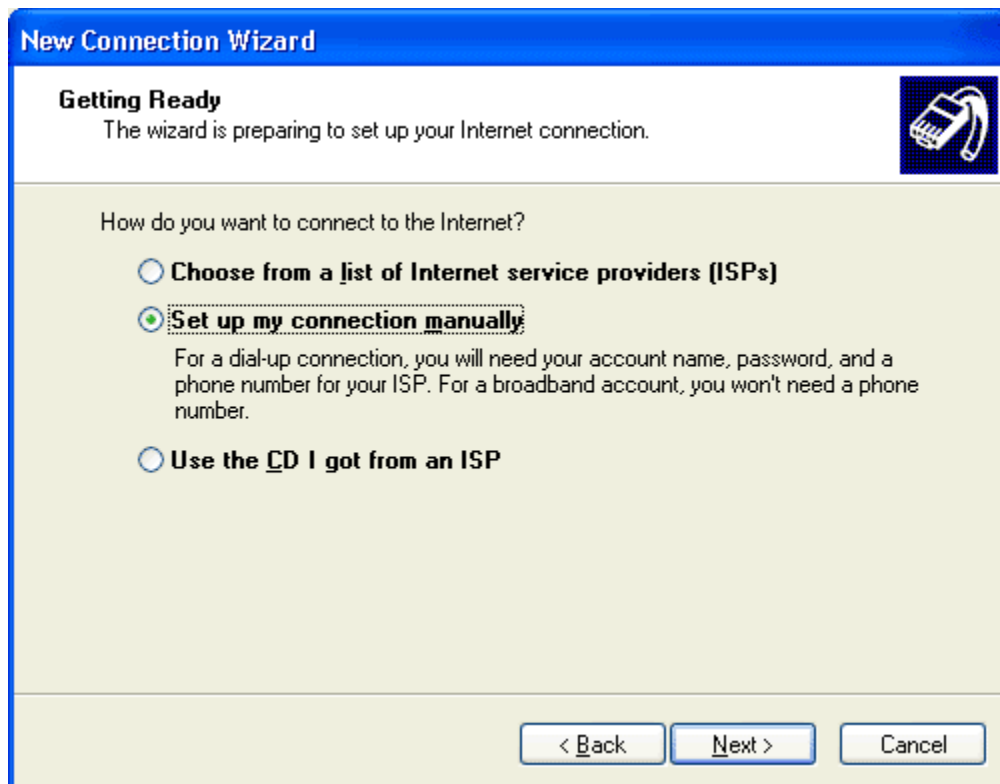 New Connection Wizard
Getting Ready
The wizard is preparing to set up your Internet connection.
How do you want to connect to the Internet?
Choose from a list of Internet service providers (ISPs)
Set up my connection manually
For a dial-up connection, you will need your account name, password, and a
phone number for your ISP. For a broadband account, you won't need a phone
number.
Use the CD I got from an ISP
< Back
Next >
Cancel